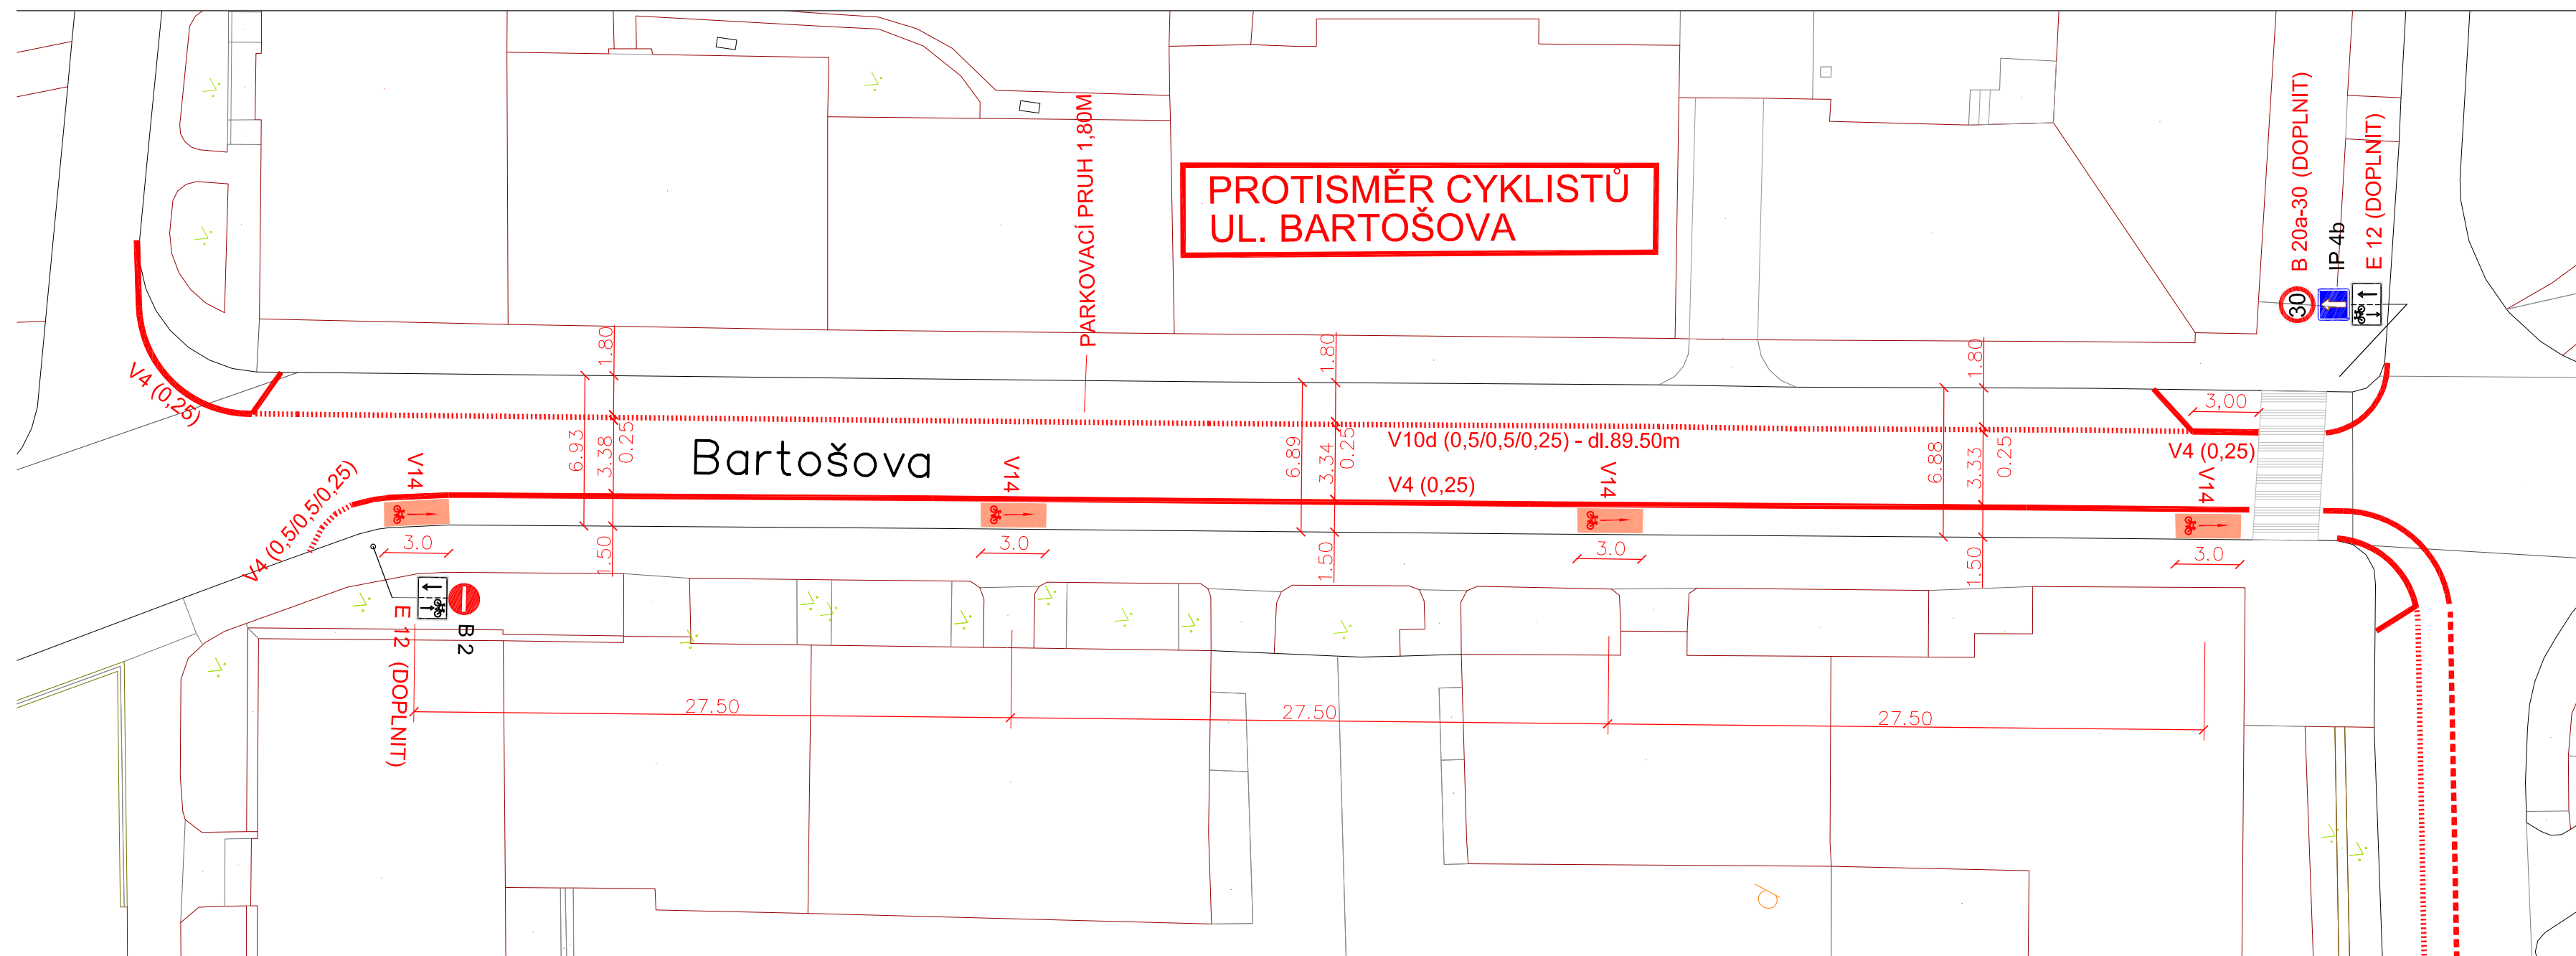 PROTISMĚR CYKLISTŮ
UL. BARTOŠOVA
PARKOVACÍ PRUH 1,80M
B 20a-30 (DOPLNIT)
IP 4b
E 12 (DOPLNIT)
30
V4 (0,25)
1.80
1.80
1.80
3,00
6.93
3.38
0.25
Bartošova
6.89
3.34
0.25
V10d (0,5/0,5/0,25) - dl.89.50m
6.88
3.33
0.25
V4 (0,25)
V4 (0,25)
V4 (0,5/0,5/0,25)
V14
V14
V14
V14
3.0
3.0
3.0
3.0
1.50
1.50
1.50
E 12 (DOPLNIT)
B 2
27.50
27.50
27.50